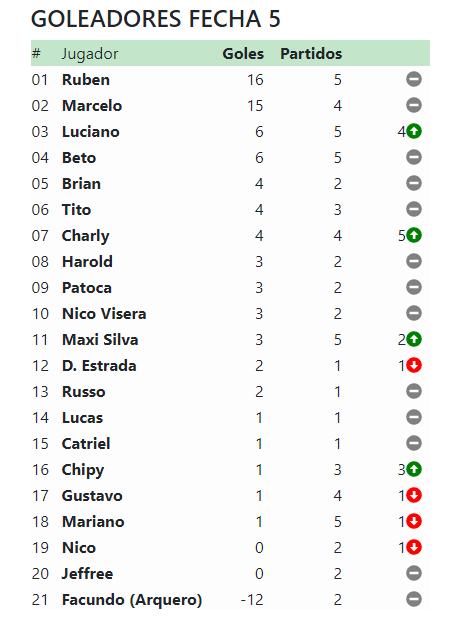 GOLEADORES FECHA 5
# Jugador Goles Partidos
01 Ruben 16 5
02 Marcelo 15 4
03 Luciano 6 5 4
04 Beto 6 5
05 Brian 4 2
06 Tito 4 3
07 Charly 4 4 5
08 Harold 3 2
09 Patoca 3 2
10 Nico Visera 3 2
11 Maxi Silva 3 5 2
12 D. Estrada 2 1 1
13 Russo 2 1
14 Lucas 1 1
15 Catriel 1 1
16 Chipy 1 3 3
17 Gustavo 1 4 1
18 Mariano 1 5 1
19 Nico 0 2 1
20 Jeffree 0 2
21 Facundo (Arquero) -12 2